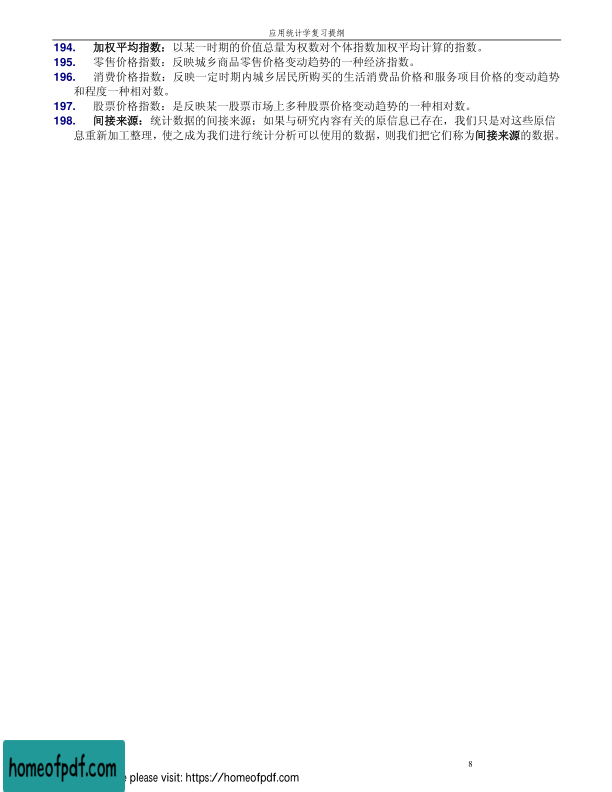 应用统计学复习提纲
194. 加权平均指数：以某一时期的价值总量为权数对个体指数加权平均计算的指数。
195. 零售价格指数：反映城乡商品零售价格变动趋势的一种经济指数。
196. 消费价格指数：反映一定时期内城乡居民所购买的生活消费品价格和服务项目价格的变动趋势
和程度一种相对数。
197. 股票价格指数：是反映某一股票市场上多种股票价格变动趋势的一种相对数。
198. 间接来源：统计数据的间接来源：如果与研究内容有关的原信息已存在，我们只是对这些原信
息重新加工整理，使之成为我们进行统计分析可以使用的数据，则我们把它们称为间接来源的数据。
8
homeofpdf.com
please visit: https://homeofpdf.com